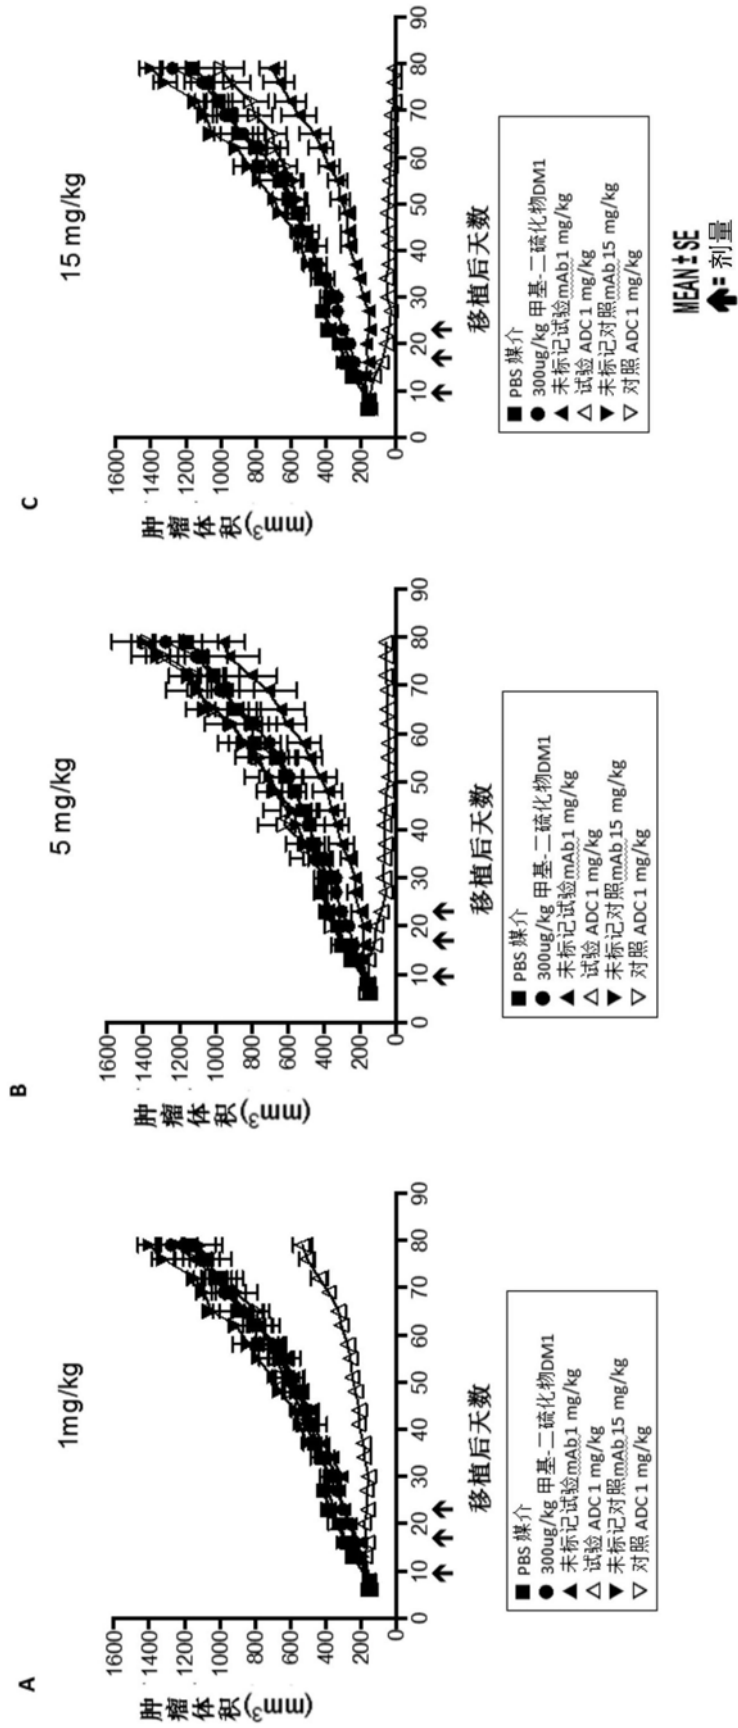 A
1mg/kg
肿瘤体积(mm³)
1600
1400
1200
1000
800
600
400
200
0
0 10 20 30 40 50 60 70 80 90
移植后天数
PBS 媒介
300ug/kg 甲基-二硫化物DM1
未标记试验mAb1 mg/kg
试验 ADC1 mg/kg
未标记对照mAb15 mg/kg
对照 ADC1 mg/kg
B
5 mg/kg
肿瘤体积(mm³)
1600
1400
1200
1000
800
600
400
200
0
0 10 20 30 40 50 60 70 80 90
移植后天数
PBS 媒介
300ug/kg 甲基-二硫化物DM1
未标记试验mAb1 mg/kg
试验 ADC1 mg/kg
未标记对照mAb15 mg/kg
对照 ADC1 mg/kg
C
15 mg/kg
肿瘤体积(mm³)
1600
1400
1200
1000
800
600
400
200
0
0 10 20 30 40 50 60 70 80 90
移植后天数
PBS 媒介
300ug/kg 甲基-二硫化物DM1
未标记试验mAb1 mg/kg
试验 ADC1 mg/kg
未标记对照mAb15 mg/kg
对照 ADC1 mg/kg
MEAN±SE
= 剂量